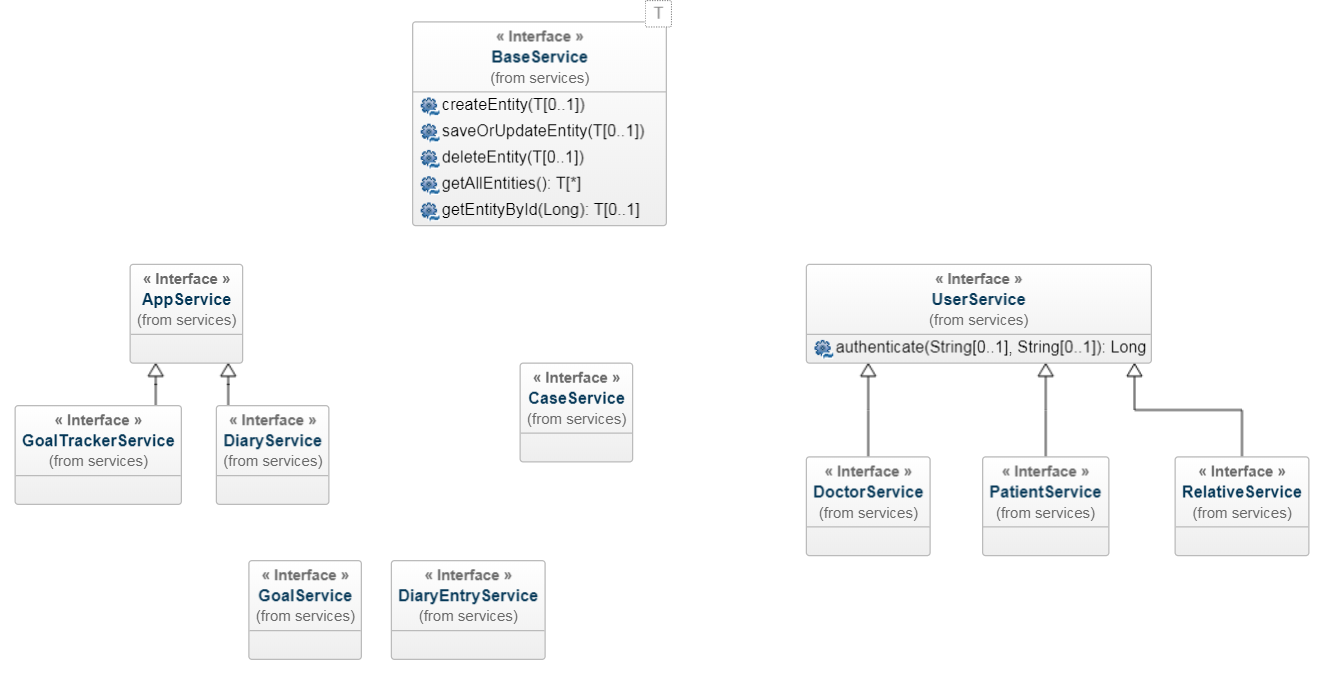 T
« Interface »
BaseService
(from services)
createEntity(T[0..1])
saveOrUpdateEntity(T[0..1])
deleteEntity(T[0..1])
getAllEntities(): T[*]
getEntityById(Long): T[0..1]
« Interface »
AppService
(from services)
« Interface »
UserService
(from services)
authenticate(String[0..1], String[0..1]): Long
« Interface »
CaseService
(from services)
« Interface »
GoalTrackerService
(from services)
« Interface »
DiaryService
(from services)
« Interface »
DoctorService
(from services)
« Interface »
PatientService
(from services)
« Interface »
RelativeService
(from services)
« Interface »
GoalService
(from services)
« Interface »
DiaryEntryService
(from services)